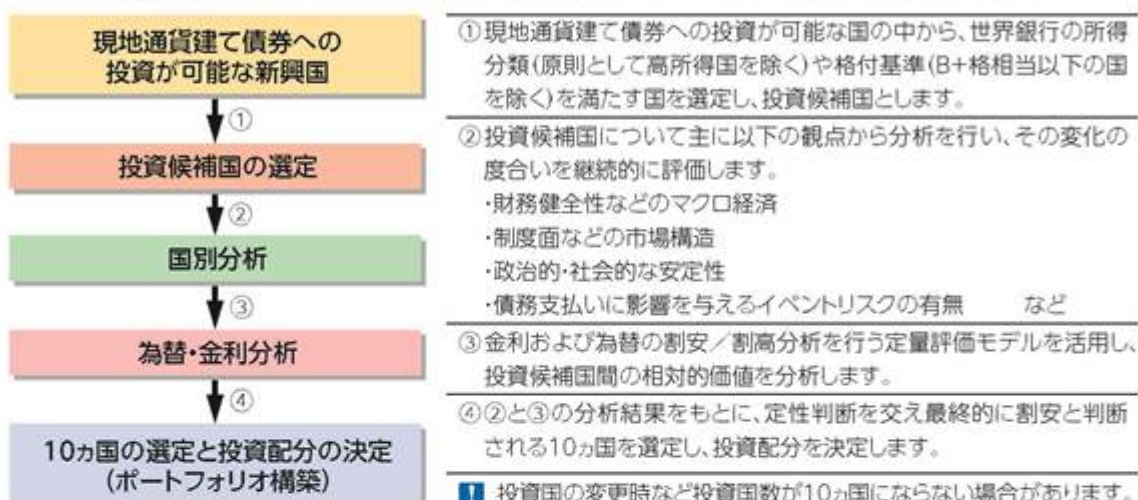 現地通貨建て債券への
投資が可能な新興国
①
投資候補国の選定
②
国別分析
③
為替・金利分析
④
10ヵ国の選定と投資配分の決定
(ポートフォリオ構築)
①現地通貨建て債券への投資が可能な国の中から、世界銀行の所得
分類(原則として高所得国を除く)や格付基準(B+格相当以下の国
を除く)を満たす国を選定し、投資候補国とします。
②投資候補国について主に以下の観点から分析を行い、その変化の
度合いを継続的に評価します。
・財務健全性などのマクロ経済
・制度面などの市場構造
・政治的・社会的な安定性
・債務支払いに影響を与えるイベントリスクの有無 など
③金利および為替の割安／割高分析を行う定量評価モデルを活用し、
投資候補国間の相対的価値を分析します。
④②と③の分析結果をもとに、定性判断を交え最終的に割安と判断
される10ヵ国を選定し、投資配分を決定します。
! 投資国の変更時など投資国数が10ヵ国にならない場合があります。